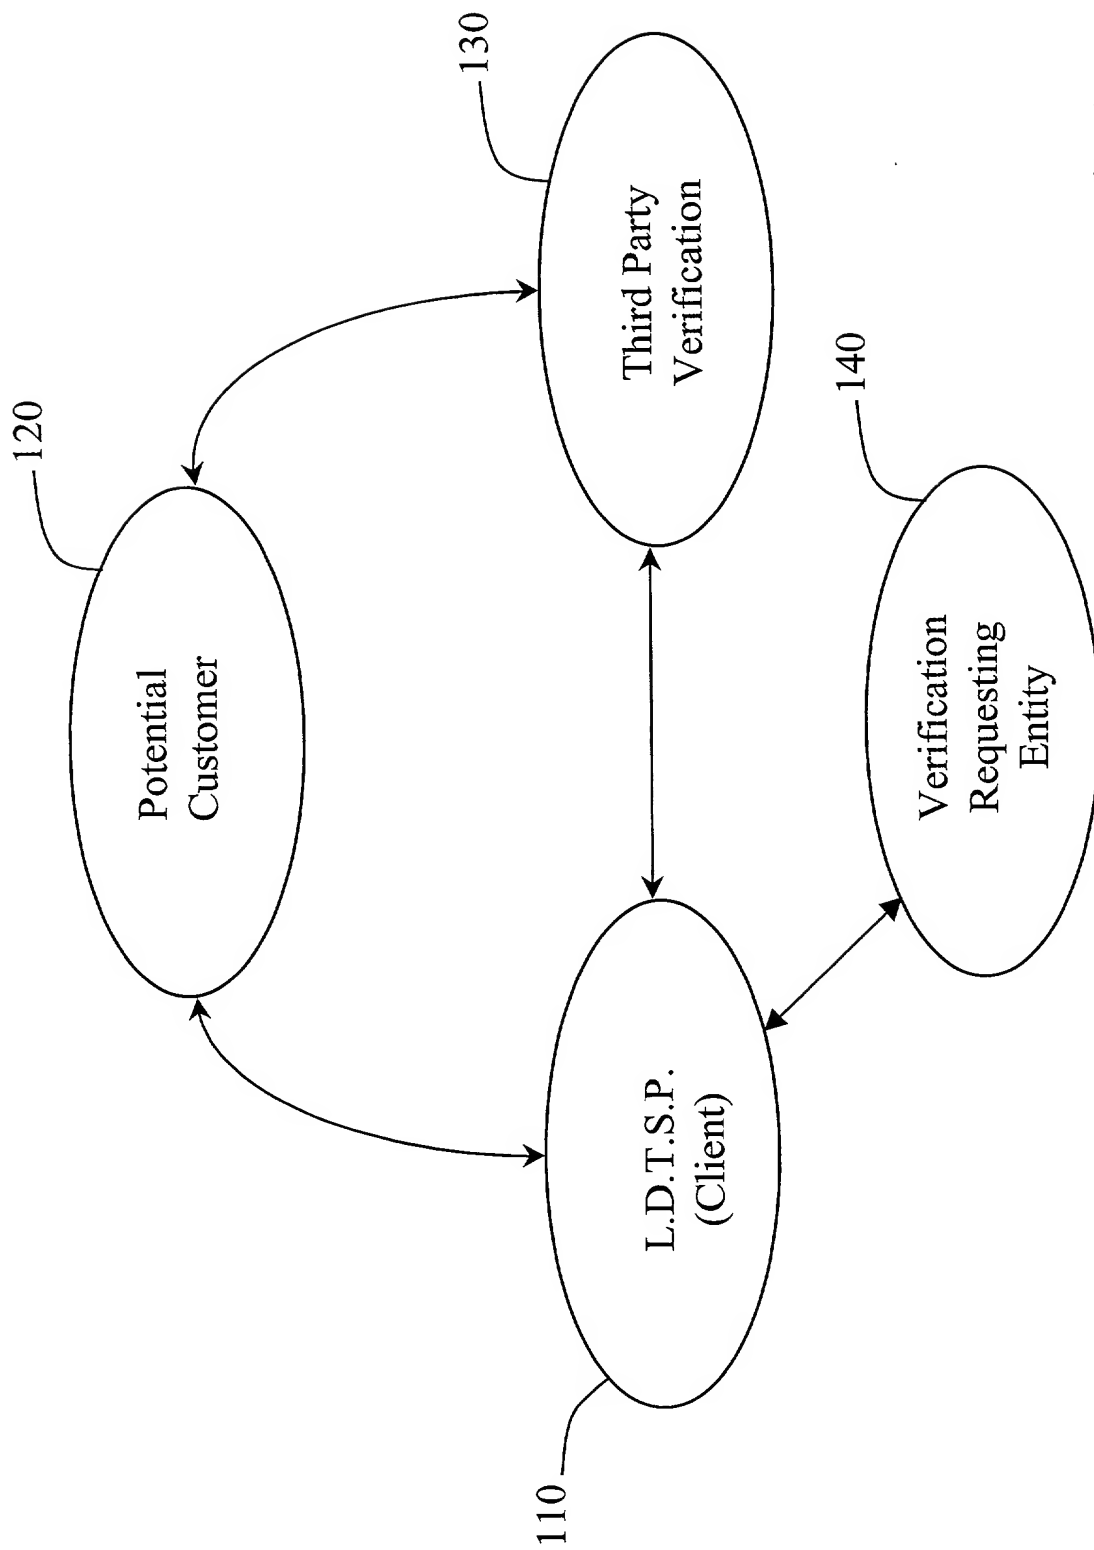 120
Potential
Customer
130
Third Party
Verification
110
L.D.T.S.P.
(Client)
140
Verification
Requesting
Entity